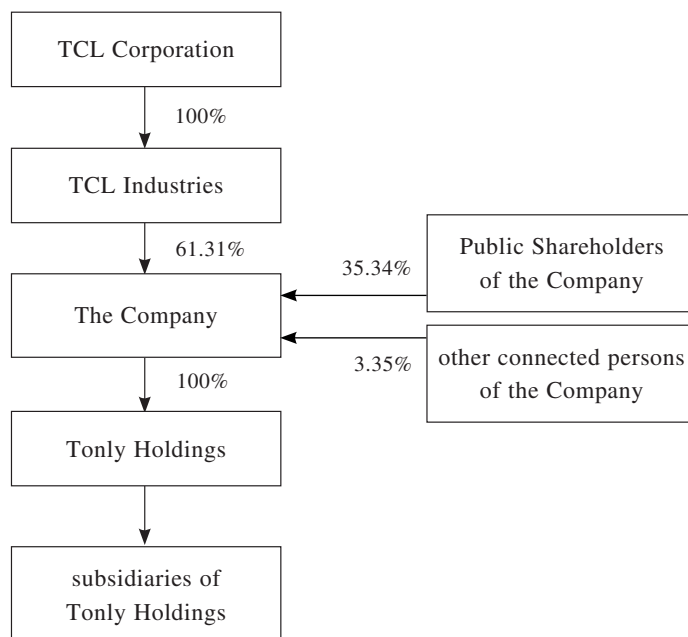 TCL Corporation
100%
TCL Industries
61.31%
Public Shareholders
of the Company
35.34%
The Company
other connected persons
of the Company
3.35%
100%
Tonly Holdings
subsidiaries of
Tonly Holdings